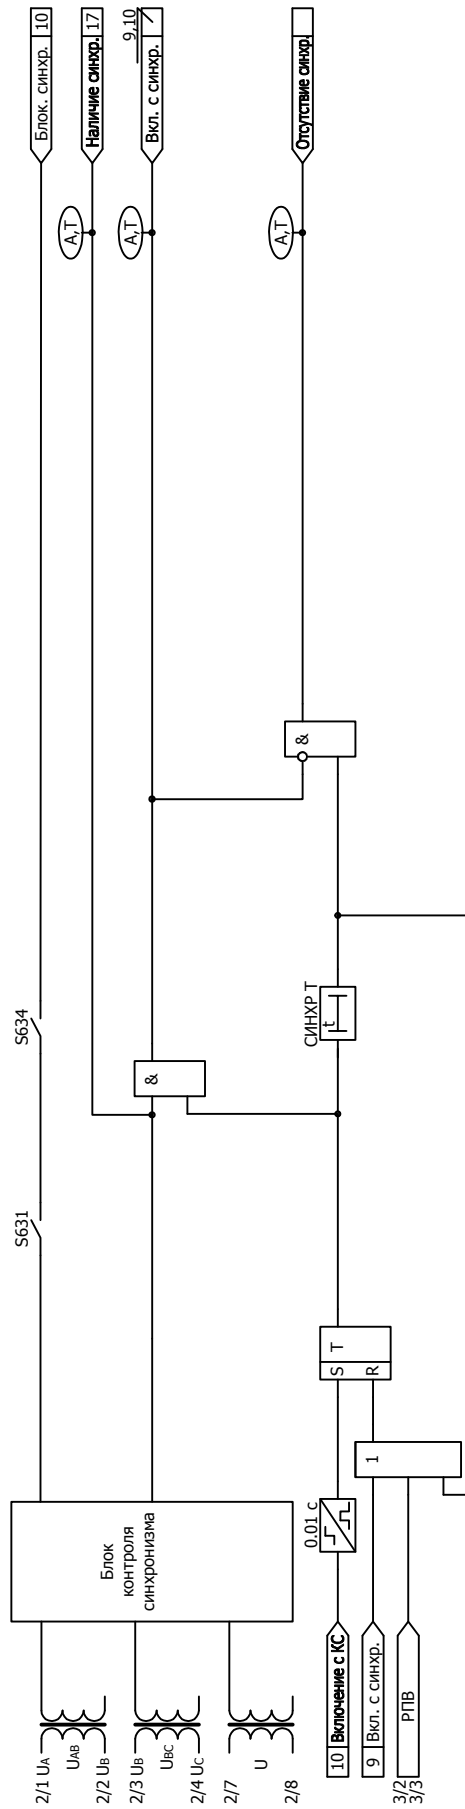 2/1 UA
UAB
2/2 UB
2/3 UB
UBC
2/4 UC
2/7
U
2/8
Блок
контроля
синхронизма
S631
S634
Блок. синхр. 10
А,Т
Наличие синхр. 17
&
А,Т
Вкл. с синхр.
9,10
10 Включение с КС
0.01 с
S T
R
СИНХР Т
t
&
А,Т
Отсутствие синхр.
9 Вкл. с синхр.
1
3/2
РПВ
3/3